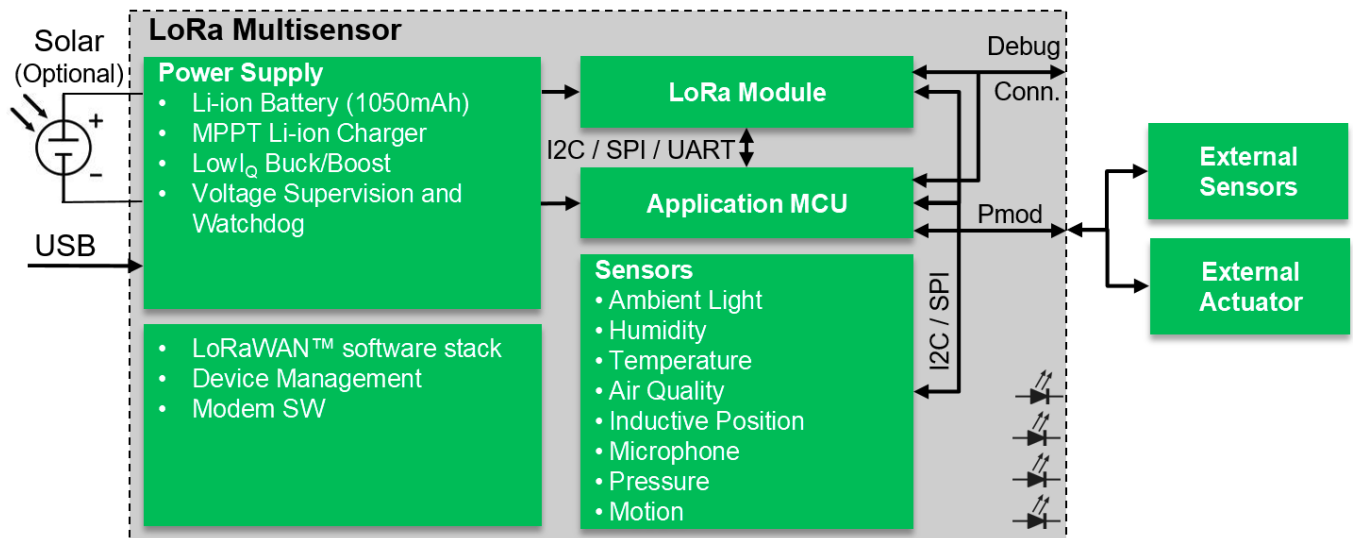 LoRa Multisensor
Solar
(Optional)
+
−
USB
Power Supply
• Li-ion Battery (1050mAh)
• MPPT Li-ion Charger
• LowIQ Buck/Boost
• Voltage Supervision and
Watchdog
• LoRaWAN™ software stack
• Device Management
• Modem SW
LoRa Module
I2C / SPI / UART
Application MCU
Sensors
• Ambient Light
• Humidity
• Temperature
• Air Quality
• Inductive Position
• Microphone
• Pressure
• Motion
I2C / SPI
Debug
Conn.
Pmod
External
Sensors
External
Actuator